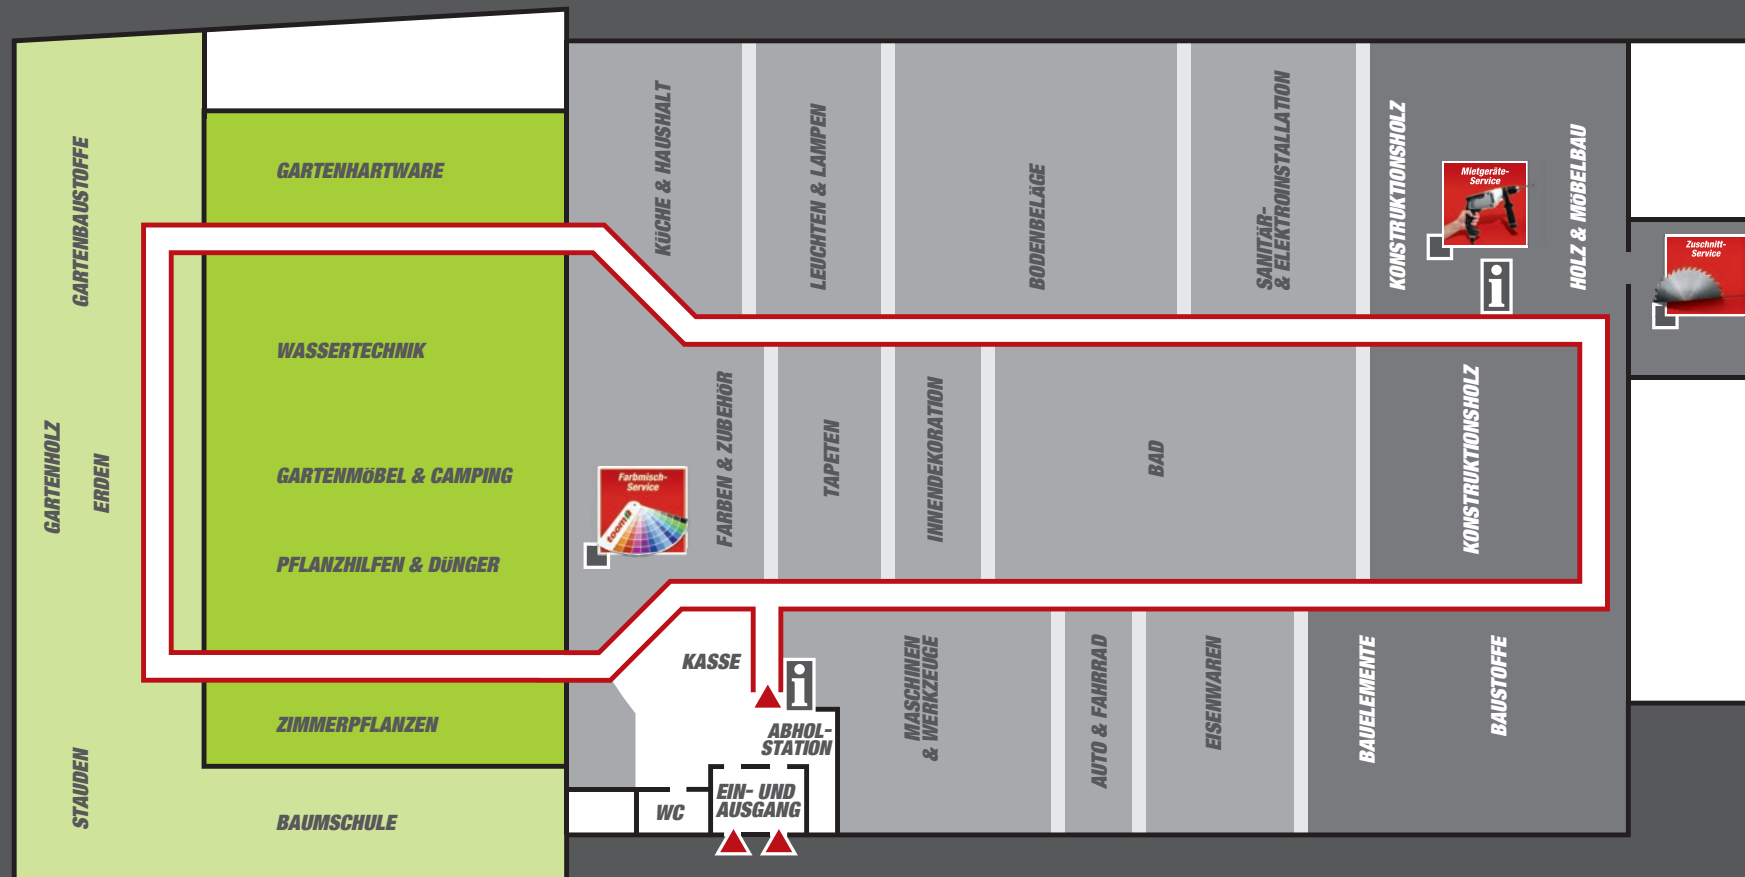 GARTENBAUSTOFFE
GARTENHOLZ
ERDEN
STAUDEN
GARTENHARTWARE
WASSERTECHNIK
GARTENMÖBEL & CAMPING
PFLANZHILFEN & DÜNGER
ZIMMERPFLANZEN
BAUMSCHULE
KÜCHE & HAUSHALT
LEUCHTEN & LAMPEN
BODENBELÄGE
SANITÄR-
& ELEKTROINSTALLATION
KONSTRUKTIONSHOLZ
Mietgeräte-
Service
i
HOLZ & MÖBELBAU
Zuschnitt-
Service
Farbmisch-
Service
toom
FARBEN & ZUBEHÖR
TAPETEN
INNENDEKORATION
BAD
KONSTRUKTIONSHOLZ
KASSE
i
ABHOL-
STATION
WC
EIN- UND
AUSGANG
MASCHINEN
& WERKZEUGE
AUTO & FAHRRAD
EISENWAREN
BAUELEMENTE
BAUSTOFFE